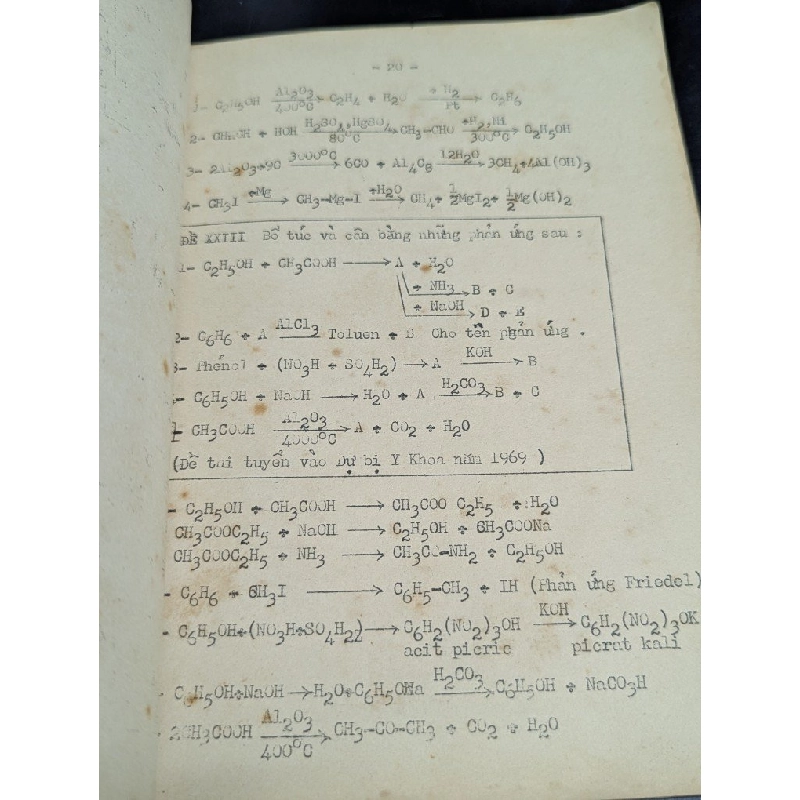 - 20 -
1- C2H5OH Al2O3 400°C C2H4 + H2O + H2 Pt C2H6
2- CH≡CH + HOH H2SO4,HgSO4 80°C CH3-CHO +H2,Ni 300°C C2H5OH
3- 2Al2O3+9C 3000°C 6CO + Al4C3 12H2O 3CH4+4Al(OH)3
4- CH3I +Mg CH3-Mg-I +H2O CH4+ 1/2MgI2+ 1/2Mg(OH)2
ĐỀ XXIII Bổ túc và cân bằng những phản ứng sau :
1- C2H5OH + CH3COOH → A + H2O
+ NH3 → B + C
+ NaOH → D + E
2- C6H6 + A AlCl3 Toluen + B Cho tên phản ứng .
3- Phénol + (NO3H + SO4H2) → A KOH → B
- C6H5OH + NaOH → H2O + A H2CO3 → B + C
- CH3COOH Al2O3 4000°C A + CO2 + H2O
(Đề thi tuyển vào Dự bị Y Khoa năm 1969 )
- C2H5OH + CH3COOH → CH3COO C2H5 + H2O
CH3COOC2H5 + NaOH → C2H5OH + CH3COONa
CH3COOC2H5 + NH3 → CH3CO-NH2 + C2H5OH
- C6H6 + CH3I → C6H5-CH3 + IH (Phản ứng Friedel)
- C6H5OH+(NO3H+SO4H2) → C6H2(NO2)3OH KOH → C6H2(NO2)3OK
acit picric picrat kali
- C6H5OH+NaOH → H2O+C6H5ONa H2CO3 → C6H5OH + NaCO3H
- 2CH3COOH Al2O3 400°C CH3-CO-CH3 + CO2 + H2O